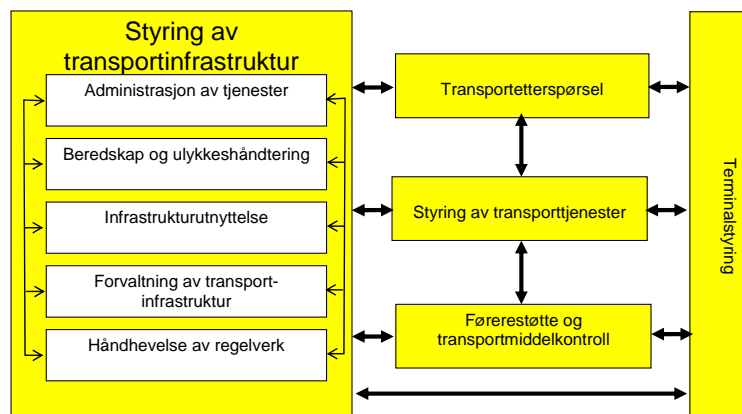 Styring av
transportinfrastruktur
Administrasjon av tjenester
Beredskap og ulykkeshåndtering
Infrastrukturutnyttelse
Forvaltning av transport-
infrastruktur
Håndhevelse av regelverk
Transportetterspørsel
Styring av transporttjenester
Førerestøtte og
transportmiddelkontroll
Terminalstyring